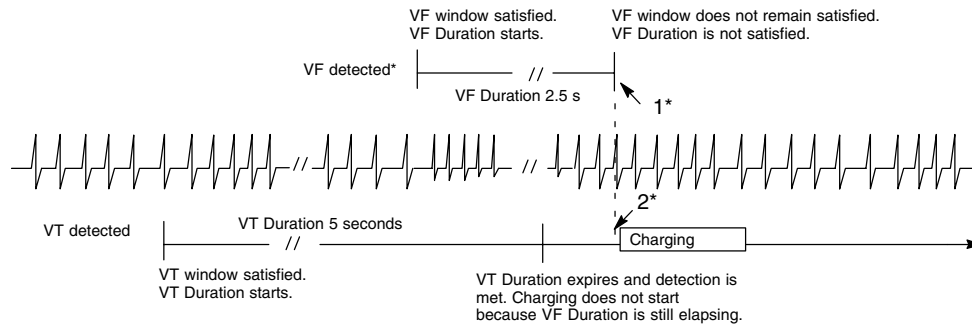 VF window satisfied.
VF Duration starts.
VF window does not remain satisfied.
VF Duration is not satisfied.
VF detected*
//
VF Duration 2.5 s
1*
//
//
2*
VT detected
VT Duration 5 seconds
//
Charging
VT window satisfied.
VT Duration starts.
VT Duration expires and detection is
met. Charging does not start
because VF Duration is still elapsing.